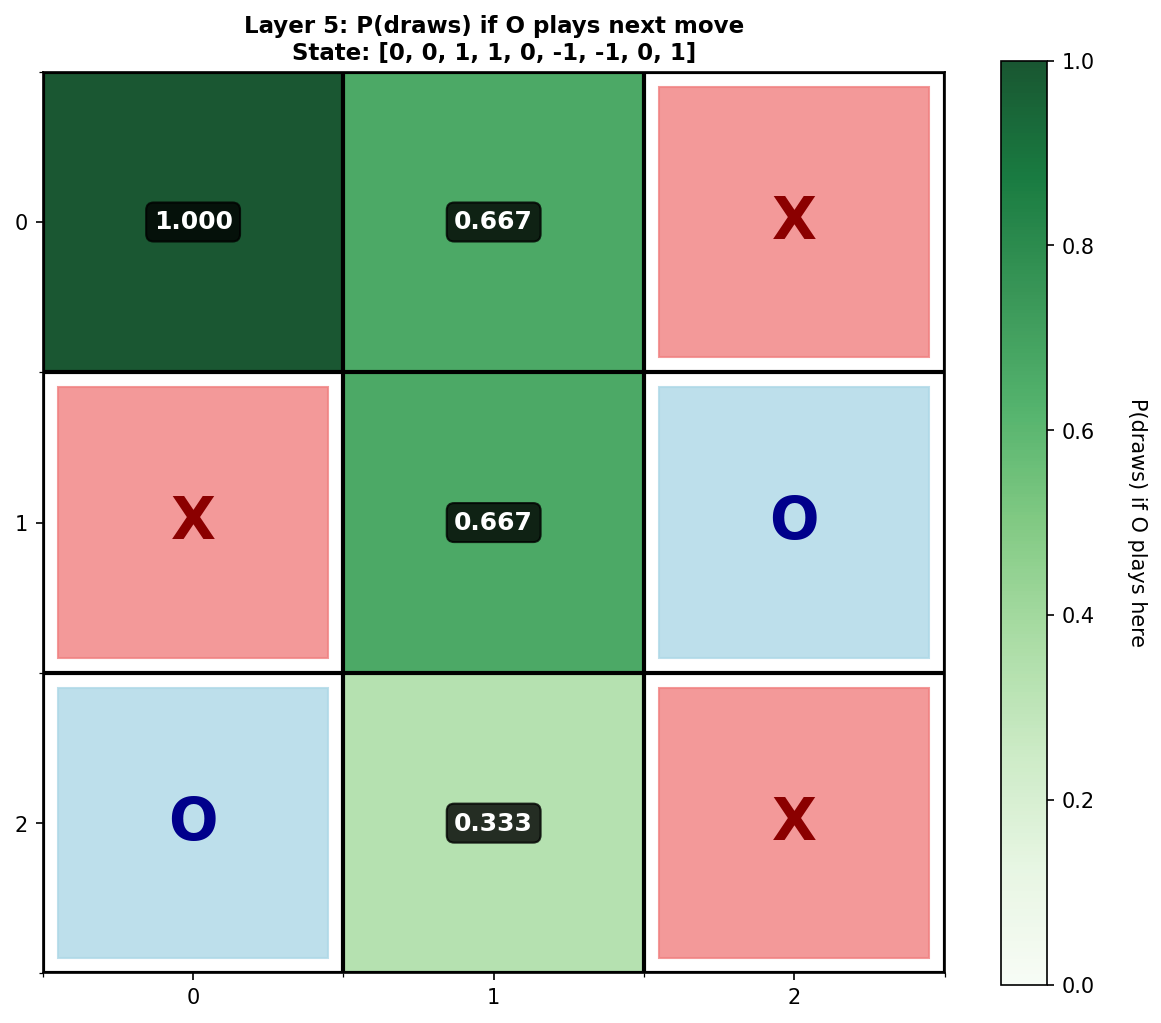 Layer 5: P(draws) if O plays next move
State: [0, 0, 1, 1, 0, -1, -1, 0, 1]
1.000
0.667
X
X
0.667
O
O
0.333
X
0
1
2
0
1
2
1.0
0.8
0.6
0.4
0.2
0.0
P(draws) if O plays here